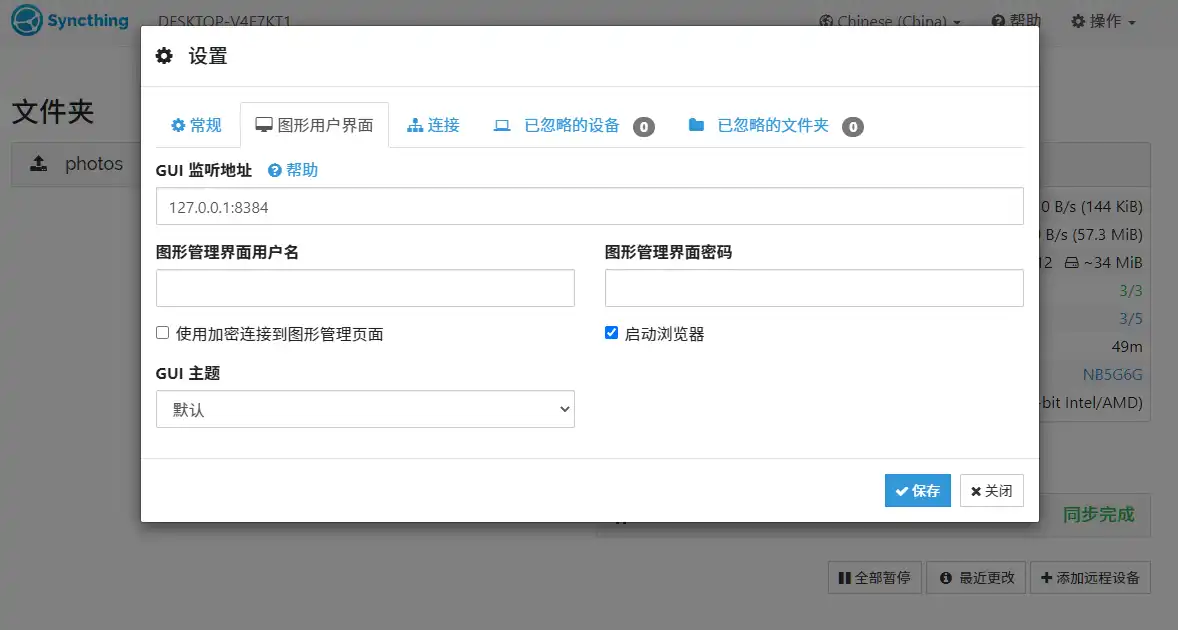 Syncthing DESKTOP-V4F7KT1 Chinese (China) 帮助 操作
设置
文件夹
常规 图形用户界面 连接 已忽略的设备 0 已忽略的文件夹 0
photos
GUI 监听地址 帮助
127.0.0.1:8384
0 B/s (144 KiB)
B/s (57.3 MiB)
图形管理界面用户名 图形管理界面密码
12 ~34 MiB
3/3
3/5
使用加密连接到图形管理页面 启动浏览器
49m
GUI 主题
NB5G6G
默认
-bit Intel/AMD)
保存 关闭
同步完成
全部暂停 最近更改 添加远程设备